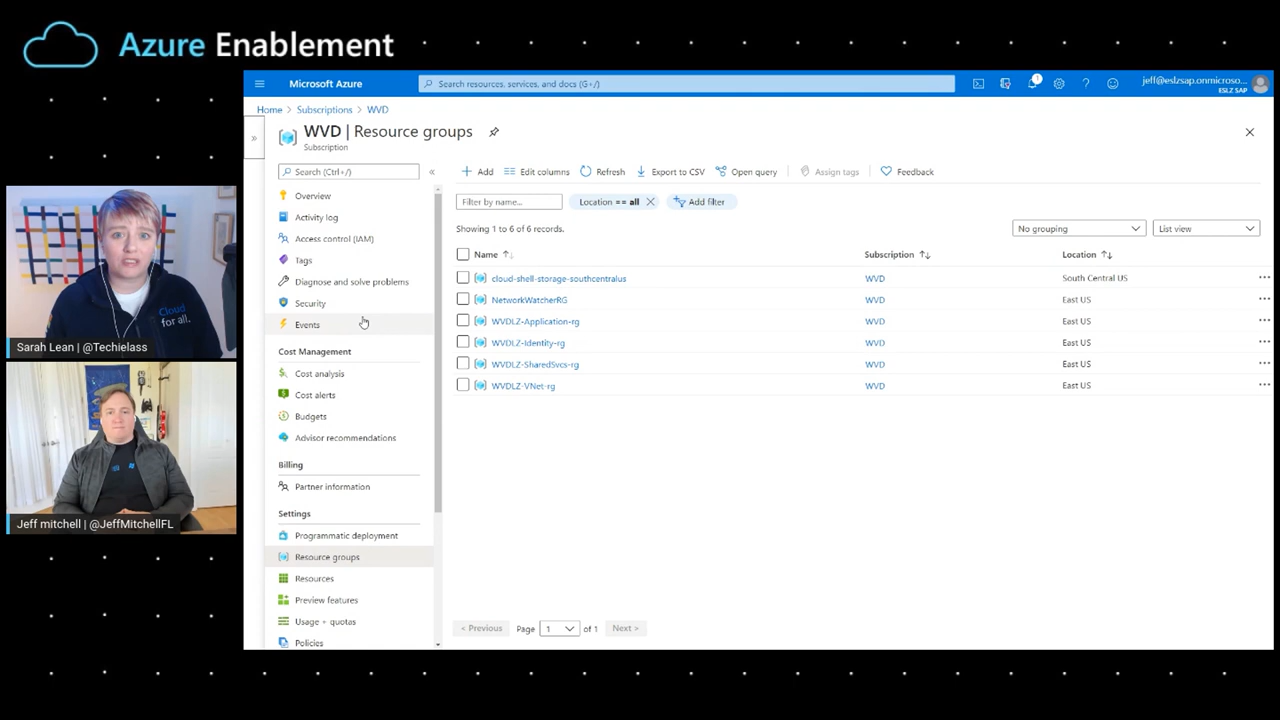 Azure Enablement
Microsoft Azure
Search resources, services, and docs (G+/)
1
jeff@eslzsap.onmicroso...
ESLZ SAP
Home > Subscriptions > WVD
WVD | Resource groups
Subscription
Search (Ctrl+/)
«
»
Overview
Activity log
Access control (IAM)
Tags
Diagnose and solve problems
Security
Events
Cost Management
Cost analysis
Cost alerts
Budgets
Advisor recommendations
Billing
Partner information
Settings
Programmatic deployment
Resource groups
Resources
Preview features
Usage + quotas
Policies
Add Edit columns Refresh Export to CSV Open query Assign tags Feedback
Filter by name... Location == all Add filter
Showing 1 to 6 of 6 records.
No grouping List view
Name Subscription Location
cloud-shell-storage-southcentralus WVD South Central US
NetworkWatcherRG WVD East US
WVDLZ-Application-rg WVD East US
WVDLZ-Identity-rg WVD East US
WVDLZ-SharedSvcs-rg WVD East US
WVDLZ-VNet-rg WVD East US
< Previous Page 1 of 1 Next >
Cloud
for all.
Sarah Lean | @Techielass
Jeff mitchell | @JeffMitchellFL